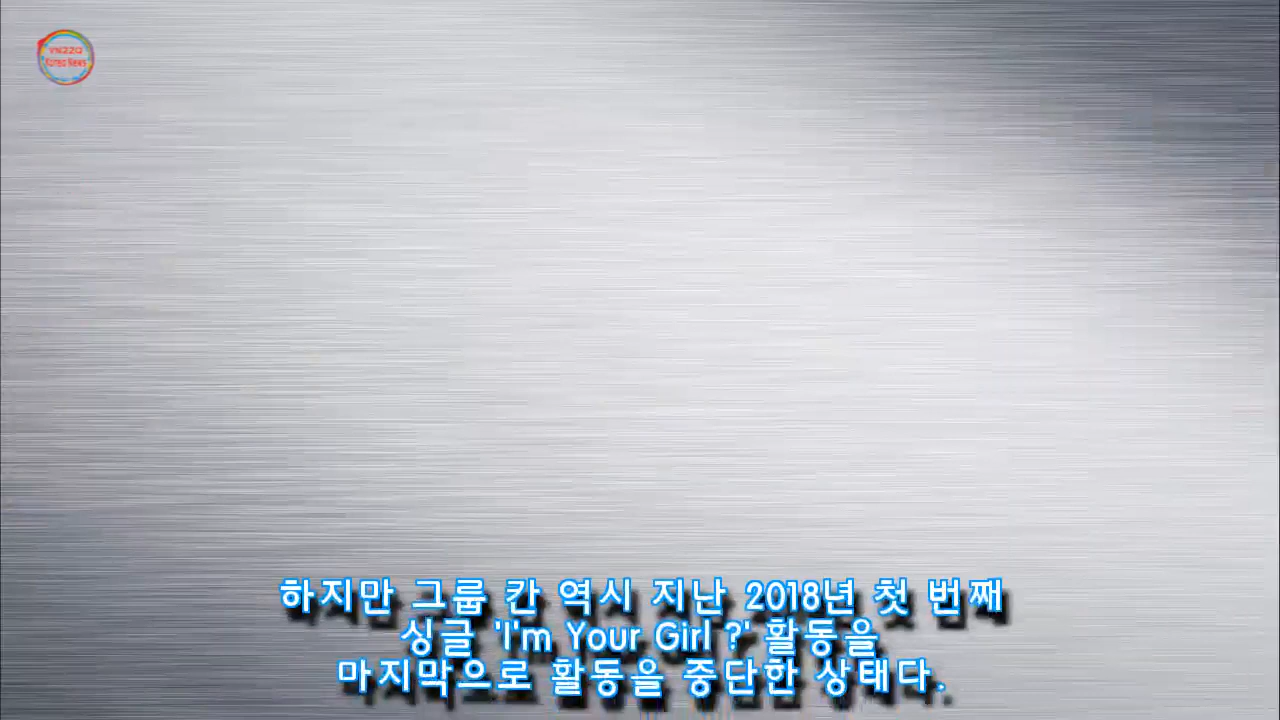 Korea News
하지만 그룹 칸 역시 지난 2018년 첫 번째
싱글 'I'm Your Girl ?' 활동을
마지막으로 활동을 중단한 상태다.